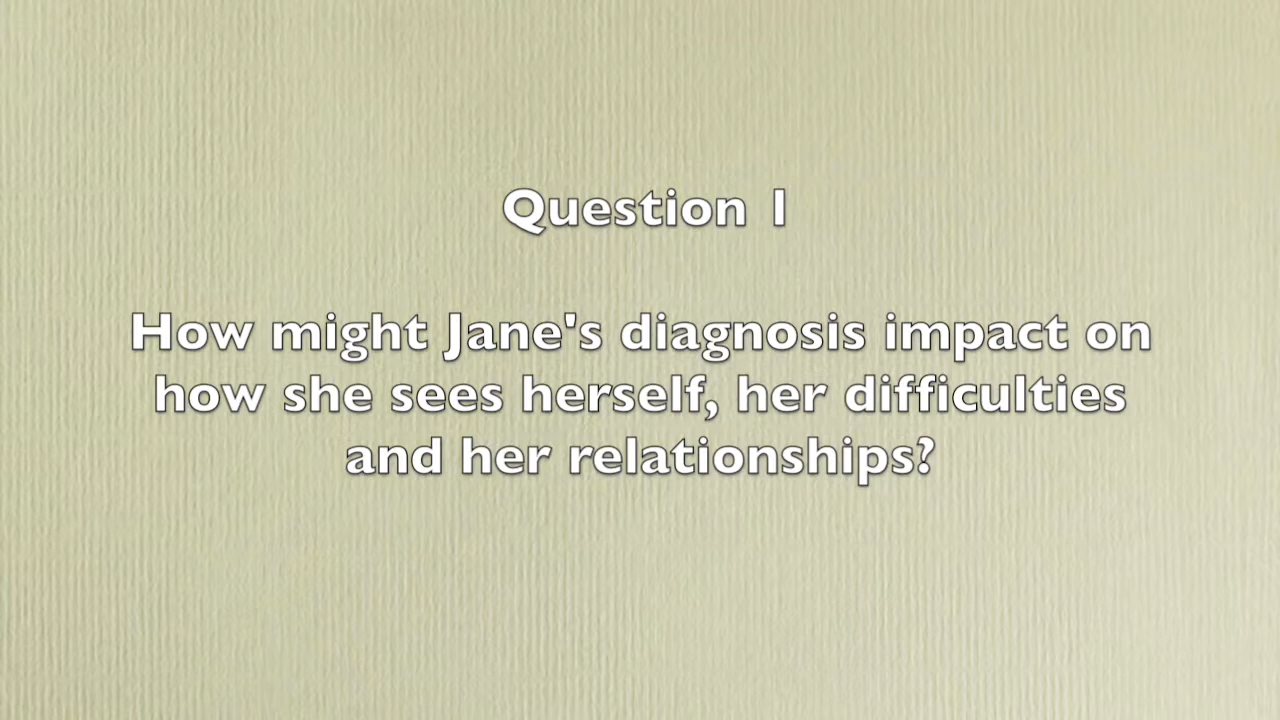 Question 1
How might Jane's diagnosis impact on
how she sees herself, her difficulties
and her relationships?